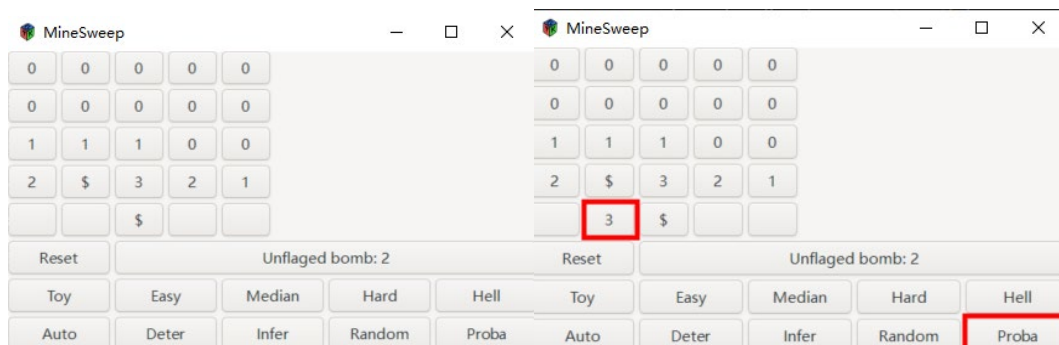 MineSweep
0 0 0 0 0
0 0 0 0 0
1 1 1 0 0
2 $ 3 2 1
$
Reset Unflaged bomb: 2
Toy Easy Median Hard Hell
Auto Deter Infer Random Proba
MineSweep
0 0 0 0 0
0 0 0 0 0
1 1 1 0 0
2 $ 3 2 1
3 $
Reset Unflaged bomb: 2
Toy Easy Median Hard Hell
Auto Deter Infer Random Proba